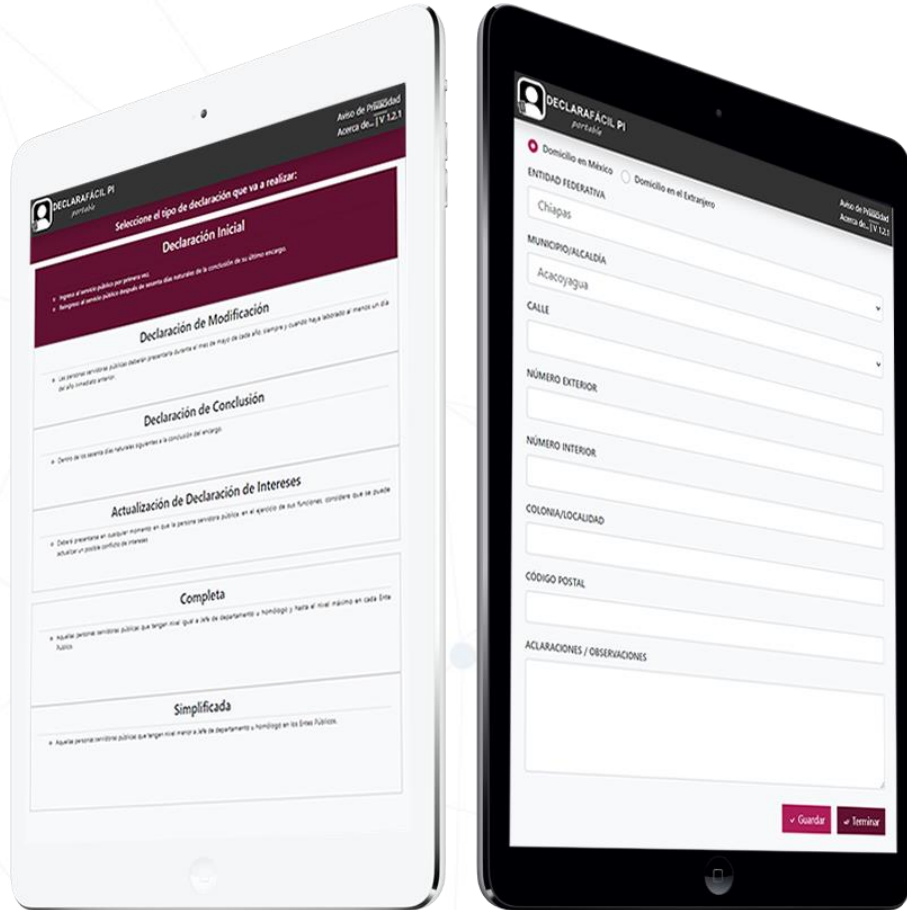 DECLARAFÁCIL PI
portable
Aviso de Privacidad
Acerca de... | V 1.2.1
Seleccione el tipo de declaración que va a realizar:
Declaración Inicial
Ingreso al servicio público por primera vez.
Reingreso al servicio público después de sesenta días naturales de la conclusión de su último encargo.
Declaración de Modificación
Las personas servidoras públicas deberán presentarla durante el mes de mayo de cada año, siempre y cuando haya laborado al menos un día
del año inmediato anterior.
Declaración de Conclusión
Dentro de los sesenta días naturales siguientes a la conclusión del encargo.
Actualización de Declaración de Intereses
Deberá presentarse en cualquier momento en que la persona servidora pública, en el ejercicio de sus funciones, considere que se puede
actualizar un posible conflicto de intereses
Completa
Aquellas personas servidoras públicas que tengan nivel igual a Jefe de departamento u homólogo y hasta el nivel máximo en cada Ente
Público.
Simplificada
Aquellas personas servidoras públicas que tengan nivel menor a Jefe de departamento u homólogo en los Entes Públicos.
DECLARAFÁCIL PI
portable
Aviso de Privacidad
Acerca de... | V 1.2.1
Domicilio en México Domicilio en el Extranjero
ENTIDAD FEDERATIVA
Chiapas
MUNICIPIO/ALCALDÍA
Acacoyagua
CALLE
NÚMERO EXTERIOR
NÚMERO INTERIOR
COLONIA/LOCALIDAD
CÓDIGO POSTAL
ACLARACIONES / OBSERVACIONES
Guardar Terminar